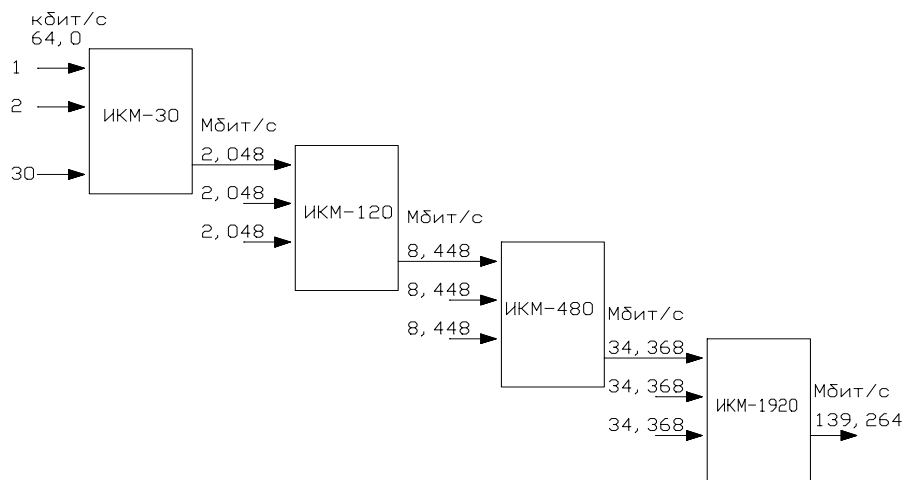 кбит/с
64,0
1
2
30
ИКМ-30
Мбит/с
2,048
2,048
2,048
ИКМ-120
Мбит/с
8,448
8,448
8,448
ИКМ-480
Мбит/с
34,368
34,368
34,368
ИКМ-1920
Мбит/с
139,264